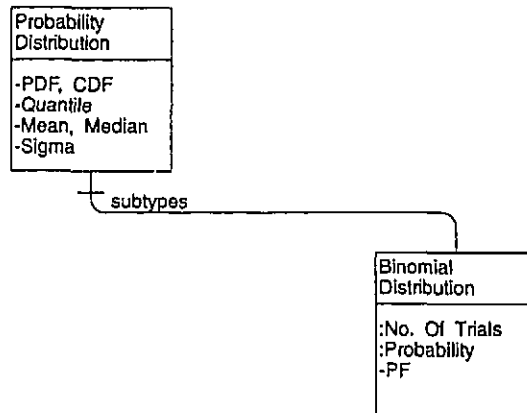 Probability
Distribution
-PDF, CDF
-Quantile
-Mean, Median
-Sigma
subtypes
Binomial
Distribution
:No. Of Trials
:Probability
-PF